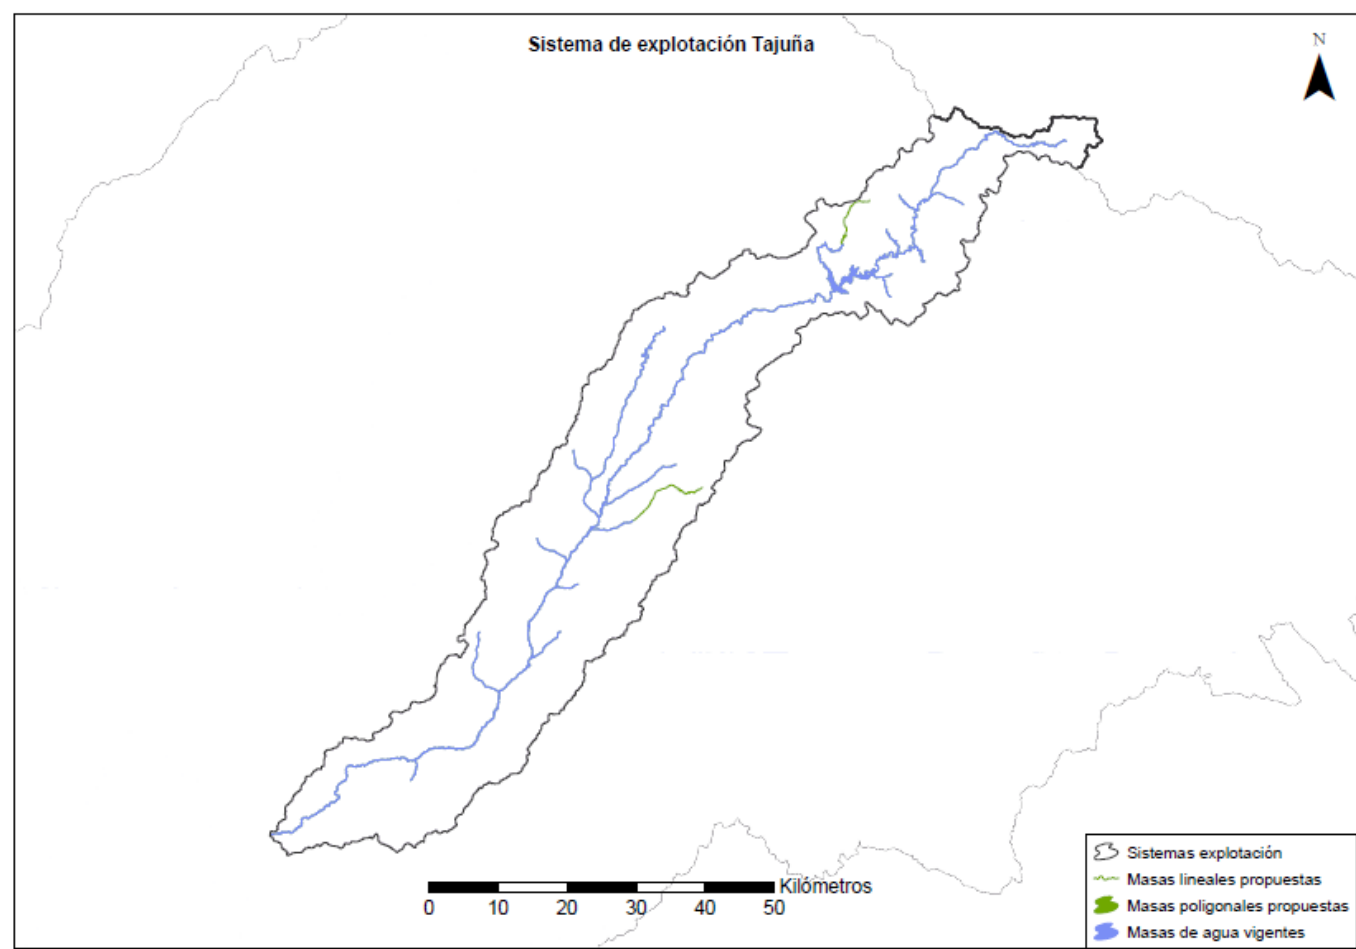 Sistema de explotación Tajuña
N
Sistemas explotación
Masas lineales propuestas
Masas poligonales propuestas
Masas de agua vigentes
Kilómetros
0 10 20 30 40 50